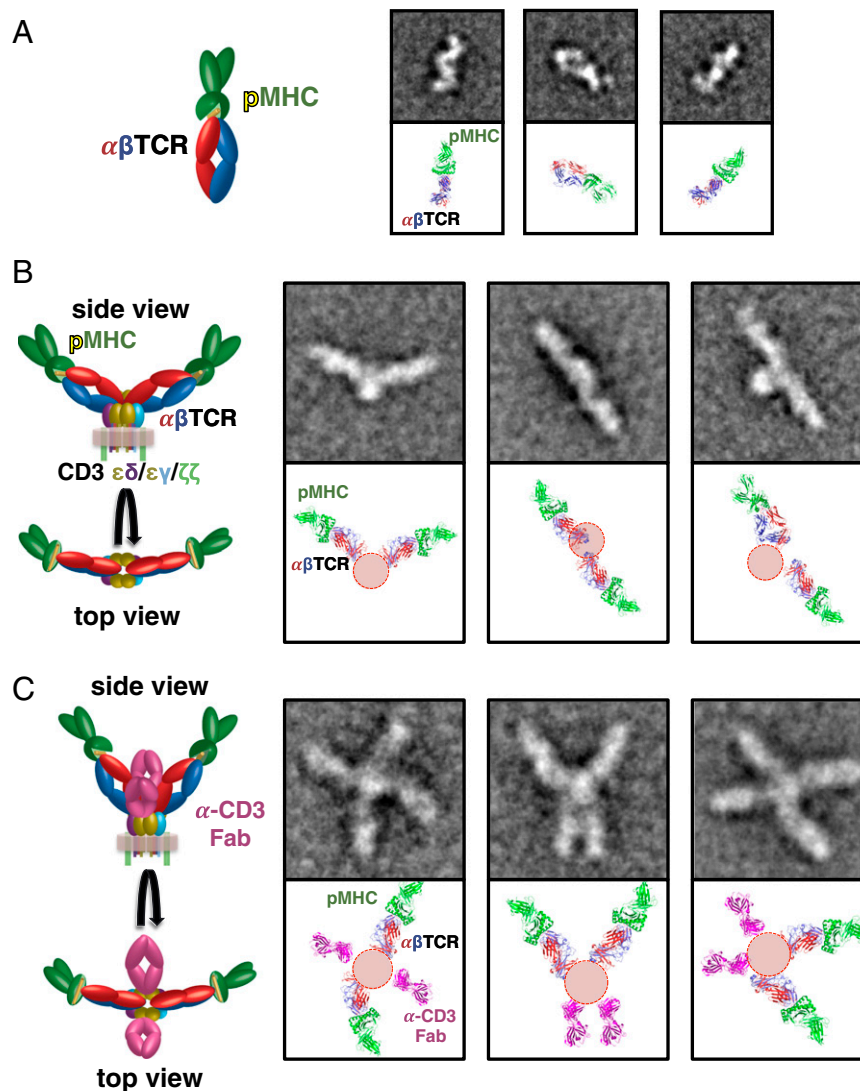 A
pMHC
αβTCR
pMHC
αβTCR
B
side view
pMHC
αβTCR
CD3 εδ/εγ/ζζ
top view
pMHC
αβTCR
C
side view
α-CD3
Fab
top view
pMHC
αβTCR
α-CD3
Fab